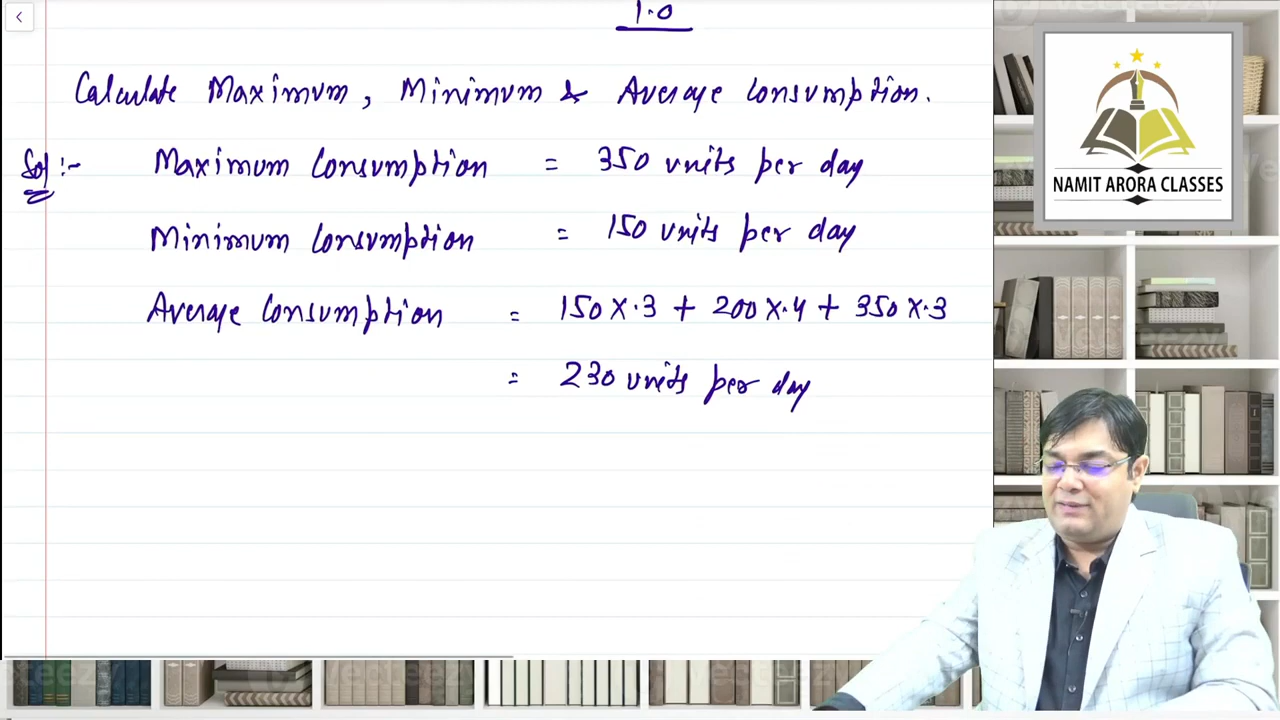 1.0
Calculate Maximum, Minimum & Average Consumption.
Sol :- Maximum Consumption = 350 units per day
Minimum Consumption = 150 units per day
Average Consumption = 150 X .3 + 200 X .4 + 350 X .3
= 230 units per day
NAMIT ARORA CLASSES